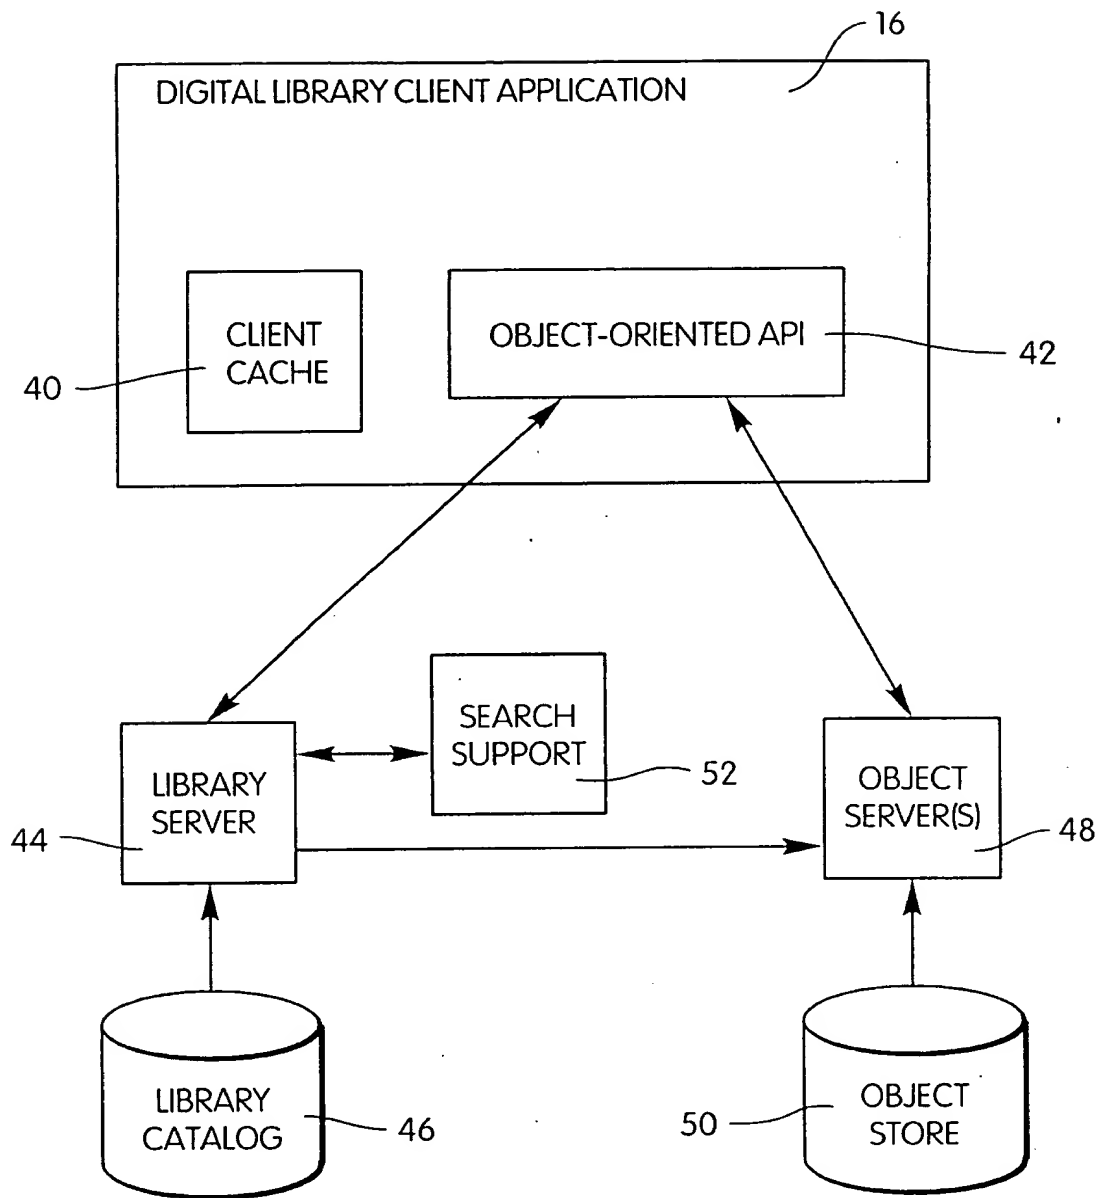 16
DIGITAL LIBRARY CLIENT APPLICATION
CLIENT
CACHE
40
OBJECT-ORIENTED API
42
SEARCH
SUPPORT
52
LIBRARY
SERVER
44
OBJECT
SERVER(S)
48
LIBRARY
CATALOG
46
50
OBJECT
STORE